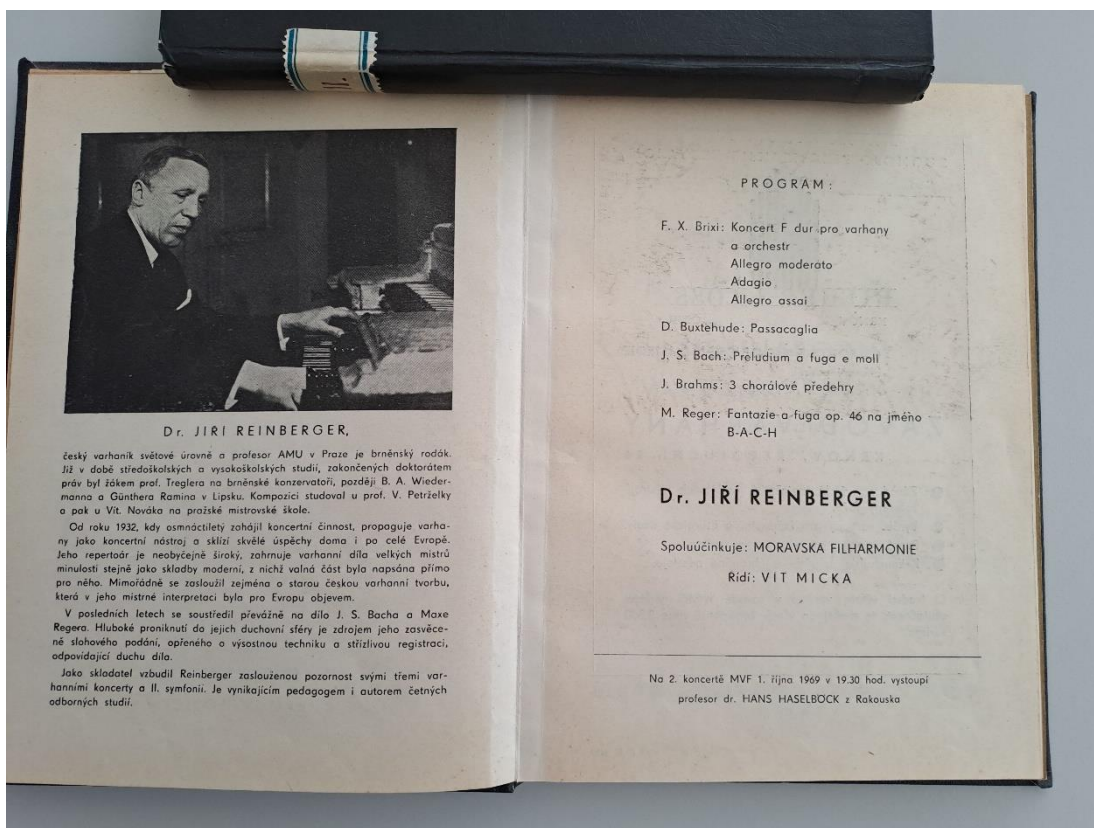 II.
Dr. JIŘÍ REINBERGER,
český varhaník světové úrovně a profesor AMU v Praze je brněnský rodák.
Již v době středoškolských a vysokoškolských studií, zakončených doktorátem
práv byl žákem prof. Treglera na brněnské konzervatoři, později B. A. Wieder-
manna a Günthera Ramina v Lipsku. Kompozici studoval u prof. V. Petrželky
a pak u Vít. Nováka na pražské mistrovské škole.
Od roku 1932, kdy osmnáctiletý zahájil koncertní činnost, propaguje varha-
ny jako koncertní nástroj a sklízí skvělé úspěchy doma i po celé Evropě.
Jeho repertoár je neobyčejně široký, zahrnuje varhanní díla velkých mistrů
minulosti stejně jako skladby moderní, z nichž valná část byla napsána přímo
pro něho. Mimořádně se zasloužil zejména o starou českou varhanní tvorbu,
která v jeho mistrné interpretaci byla pro Evropu objevem.
V posledních letech se soustředil převážně na dílo J. S. Bacha a Maxe
Regera. Hluboké proniknutí do jejich duchovní sféry je zdrojem jeho zasvěce-
ně slohového podání, opřeného o výsostnou techniku a střízlivou registraci,
odpovídající duchu díla.
Jako skladatel vzbudil Reinberger zaslouženou pozornost svými třemi var-
hanními koncerty a II. symfonií. Je vynikajícím pedagogem i autorem četných
odborných studií.
PROGRAM:
F. X. Brixi: Koncert F dur pro varhany
a orchestr
Allegro moderato
Adagio
Allegro assai
D. Buxtehude: Passacaglia
J. S. Bach: Preludium a fuga e moll
J. Brahms: 3 chorálové předehry
M. Reger: Fantazie a fuga op. 46 na jméno
B-A-C-H
Dr. JIŘÍ REINBERGER
Spoluúčinkuje: MORAVSKÁ FILHARMONIE
Řídí: VÍT MICKA
Na 2. koncertě MVF 1. října 1969 v 19.30 hod. vystoupí
profesor dr. HANS HASELBÖCK z Rakouska